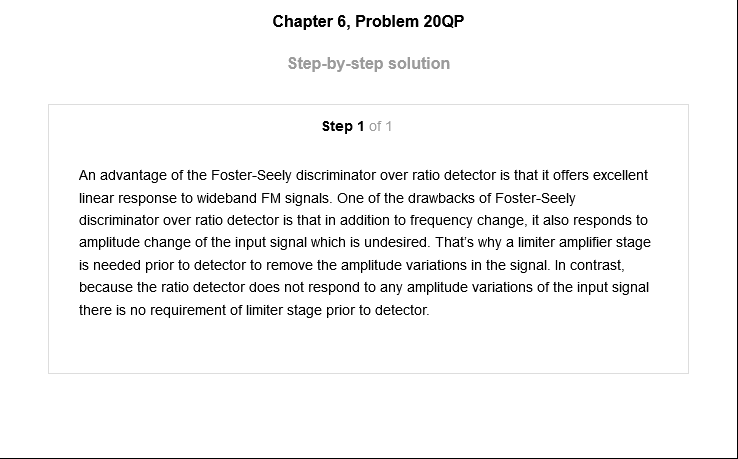 Chapter 6, Problem 20QP
Step-by-step solution
Step 1 of 1
An advantage of the Foster-Seely discriminator over ratio detector is that it offers excellent
linear response to wideband FM signals. One of the drawbacks of Foster-Seely
discriminator over ratio detector is that in addition to frequency change, it also responds to
amplitude change of the input signal which is undesired. That's why a limiter amplifier stage
is needed prior to detector to remove the amplitude variations in the signal. In contrast,
because the ratio detector does not respond to any amplitude variations of the input signal
there is no requirement of limiter stage prior to detector.